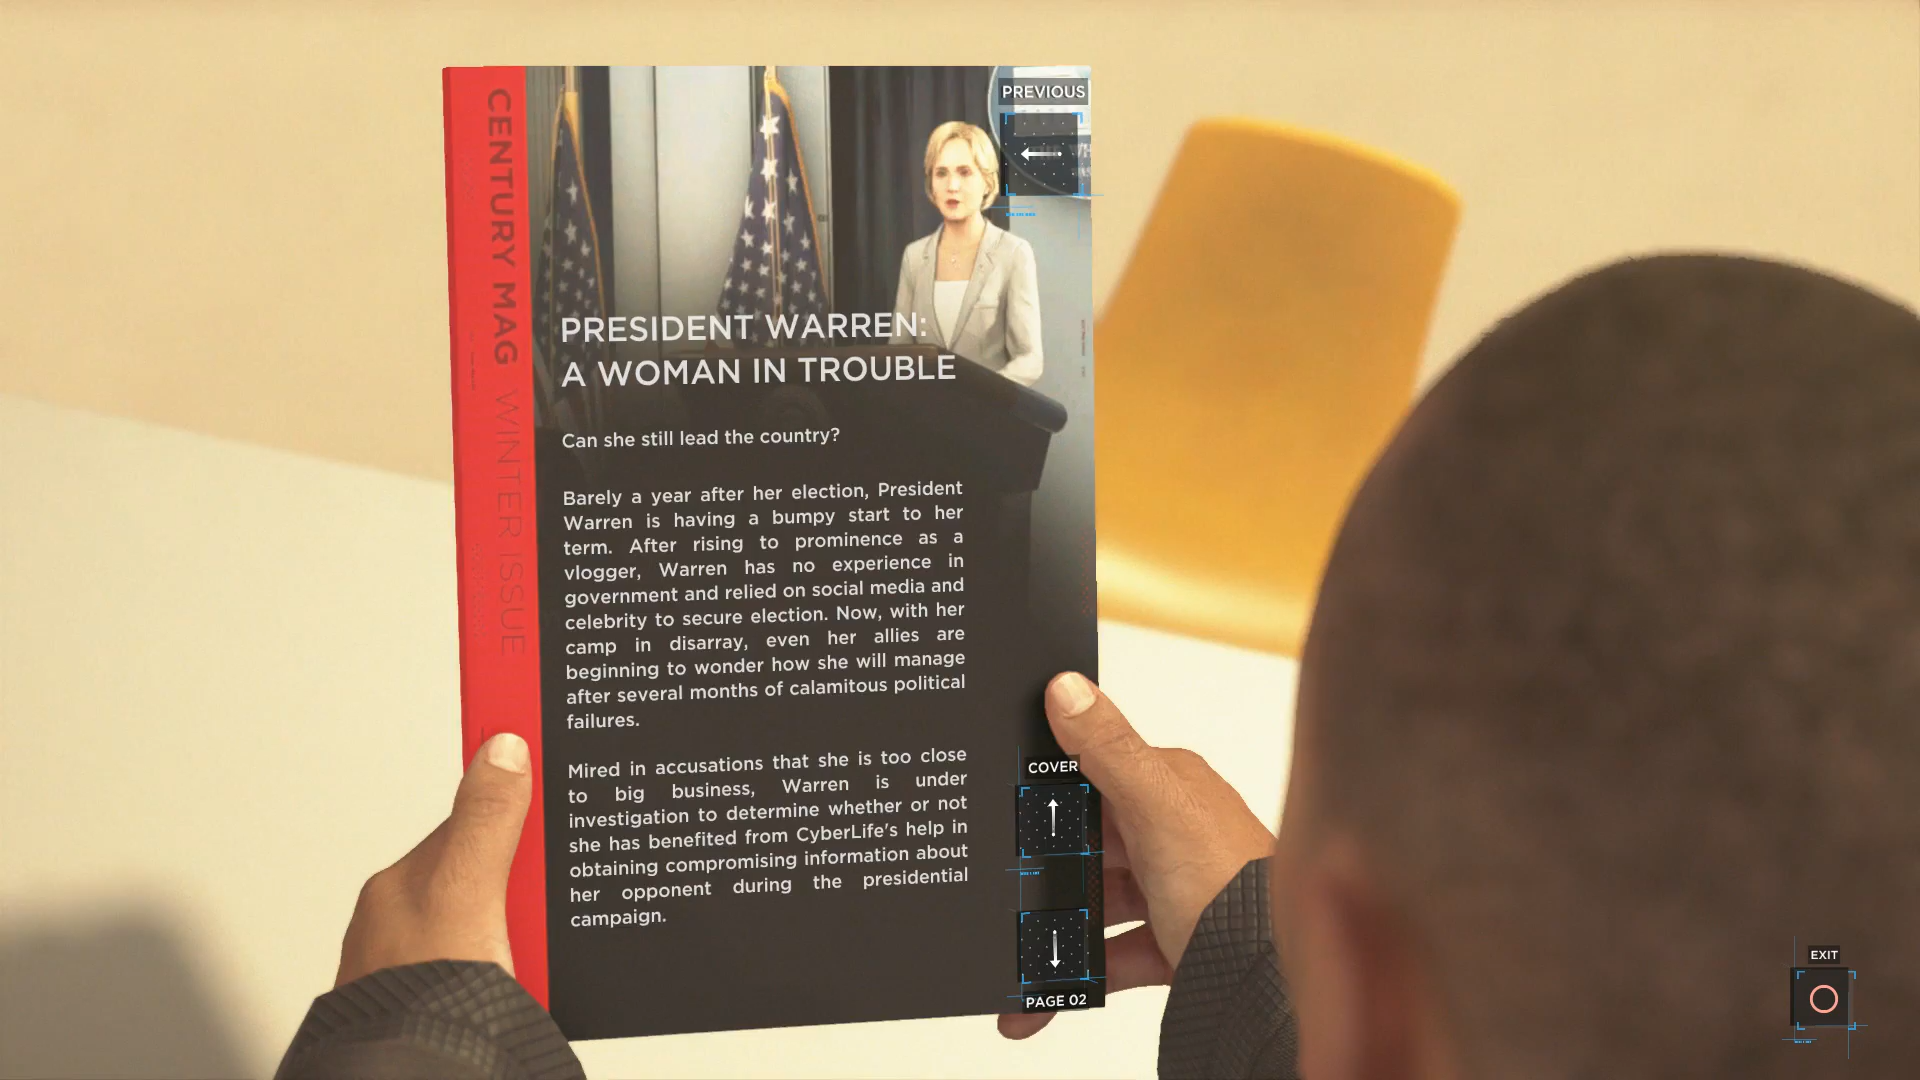 CENTURY MAG WINTER ISSUE
PREVIOUS
PRESIDENT WARREN:
A WOMAN IN TROUBLE
Can she still lead the country?
Barely a year after her election, President
Warren is having a bumpy start to her
term. After rising to prominence as a
vlogger, Warren has no experience in
government and relied on social media and
celebrity to secure election. Now, with her
camp in disarray, even her allies are
beginning to wonder how she will manage
after several months of calamitous political
failures.
Mired in accusations that she is too close
to big business, Warren is under
investigation to determine whether or not
she has benefited from CyberLife's help in
obtaining compromising information about
her opponent during the presidential
campaign.
COVER
PAGE 02
EXIT